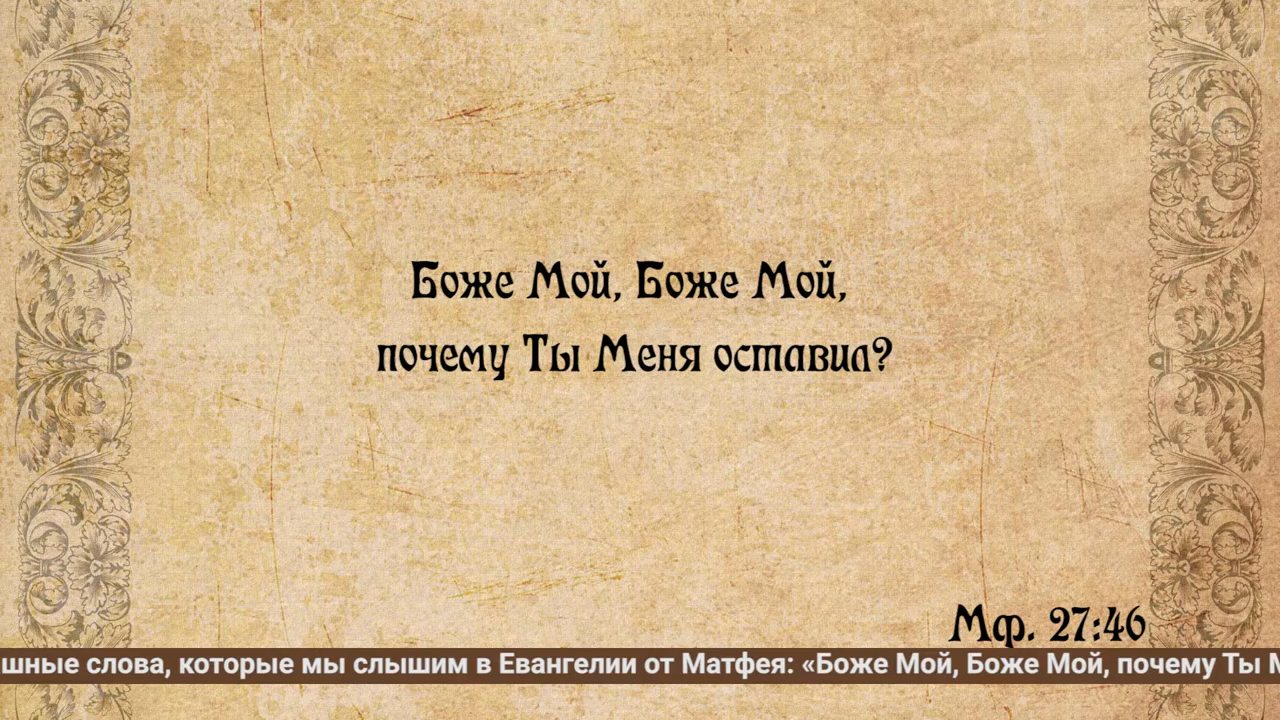 Боже Мой, Боже Мой,
почему Ты Меня оставил?
Мф. 27:46
слова, которые мы слышим в Евангелии от Матфея: «Боже Мой, Боже Мой, почему Ты